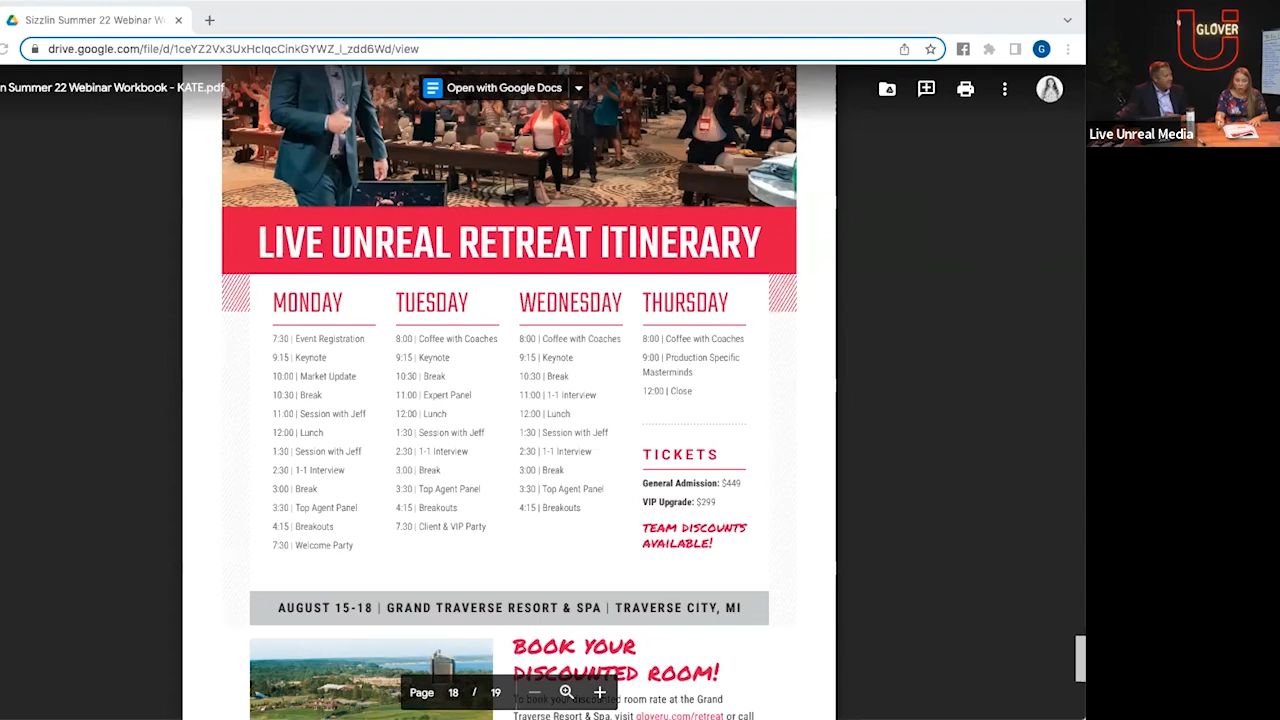 Sizzlin Summer 22 Webinar W
drive.google.com/file/d/1ceYZ2Vx3UxHcIqcCinkGYWZ_l_zdd6Wd/view
G
n Summer 22 Webinar Workbook - KATE.pdf
Open with Google Docs
GLOVER
U
Live Unreal Media
LIVE UNREAL RETREAT ITINERARY
MONDAY
7:30 | Event Registration
9:15 | Keynote
10:00 | Market Update
10:30 | Break
11:00 | Session with Jeff
12:00 | Lunch
1:30 | Session with Jeff
2:30 | 1-1 Interview
3:00 | Break
3:30 | Top Agent Panel
4:15 | Breakouts
7:30 | Welcome Party
TUESDAY
8:00 | Coffee with Coaches
9:15 | Keynote
10:30 | Break
11:00 | Expert Panel
12:00 | Lunch
1:30 | Session with Jeff
2:30 | 1-1 Interview
3:00 | Break
3:30 | Top Agent Panel
4:15 | Breakouts
7:30 | Client & VIP Party
WEDNESDAY
8:00 | Coffee with Coaches
9:15 | Keynote
10:30 | Break
11:00 | 1-1 Interview
12:00 | Lunch
1:30 | Session with Jeff
2:30 | 1-1 Interview
3:00 | Break
3:30 | Top Agent Panel
4:15 | Breakouts
THURSDAY
8:00 | Coffee with Coaches
9:00 | Production Specific
Masterminds
12:00 | Close
TICKETS
General Admission: $449
VIP Upgrade: $299
TEAM DISCOUNTS
AVAILABLE!
AUGUST 15-18 | GRAND TRAVERSE RESORT & SPA | TRAVERSE CITY, MI
BOOK YOUR
DISCOUNTED ROOM!
To book your discounted room rate at the Grand
Traverse Resort & Spa, visit gloveru.com/retreat or call
Page 18 / 19